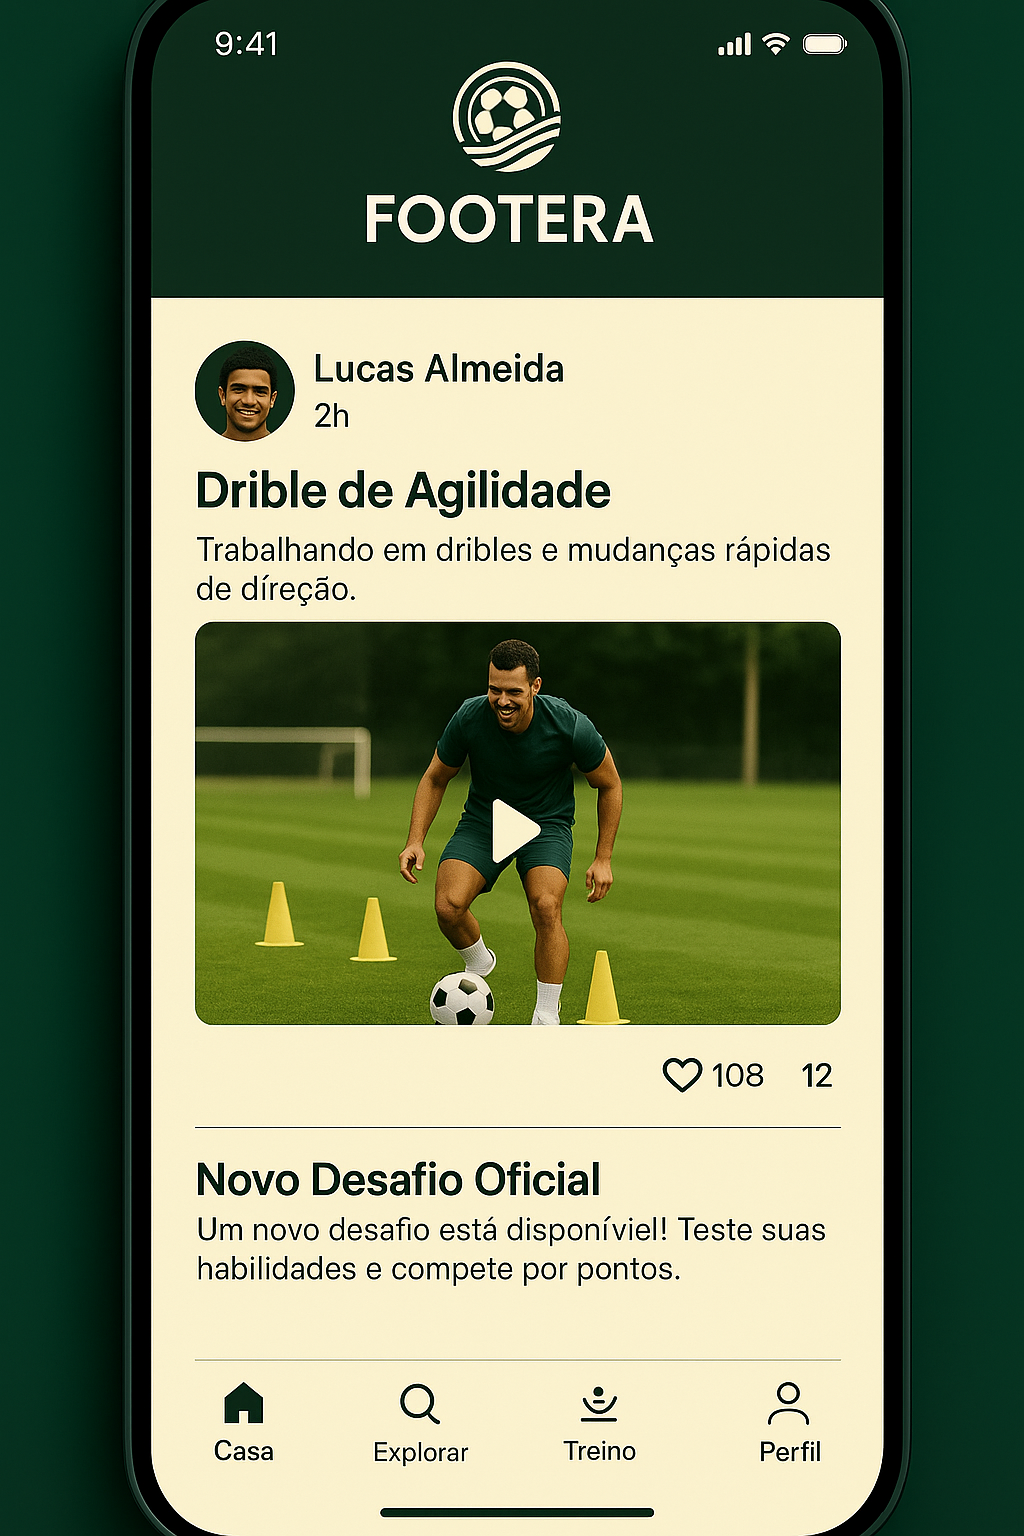 9:41
FOOTERA
Lucas Almeida
2h
Drible de Agilidade
Trabalhando em dribles e mudanças rápidas
de díreção.
108 12
Novo Desafio Oficial
Um novo desafio está disponíviel! Teste suas
habilidades e compete por pontos.
Casa Explorar Treino Perfil